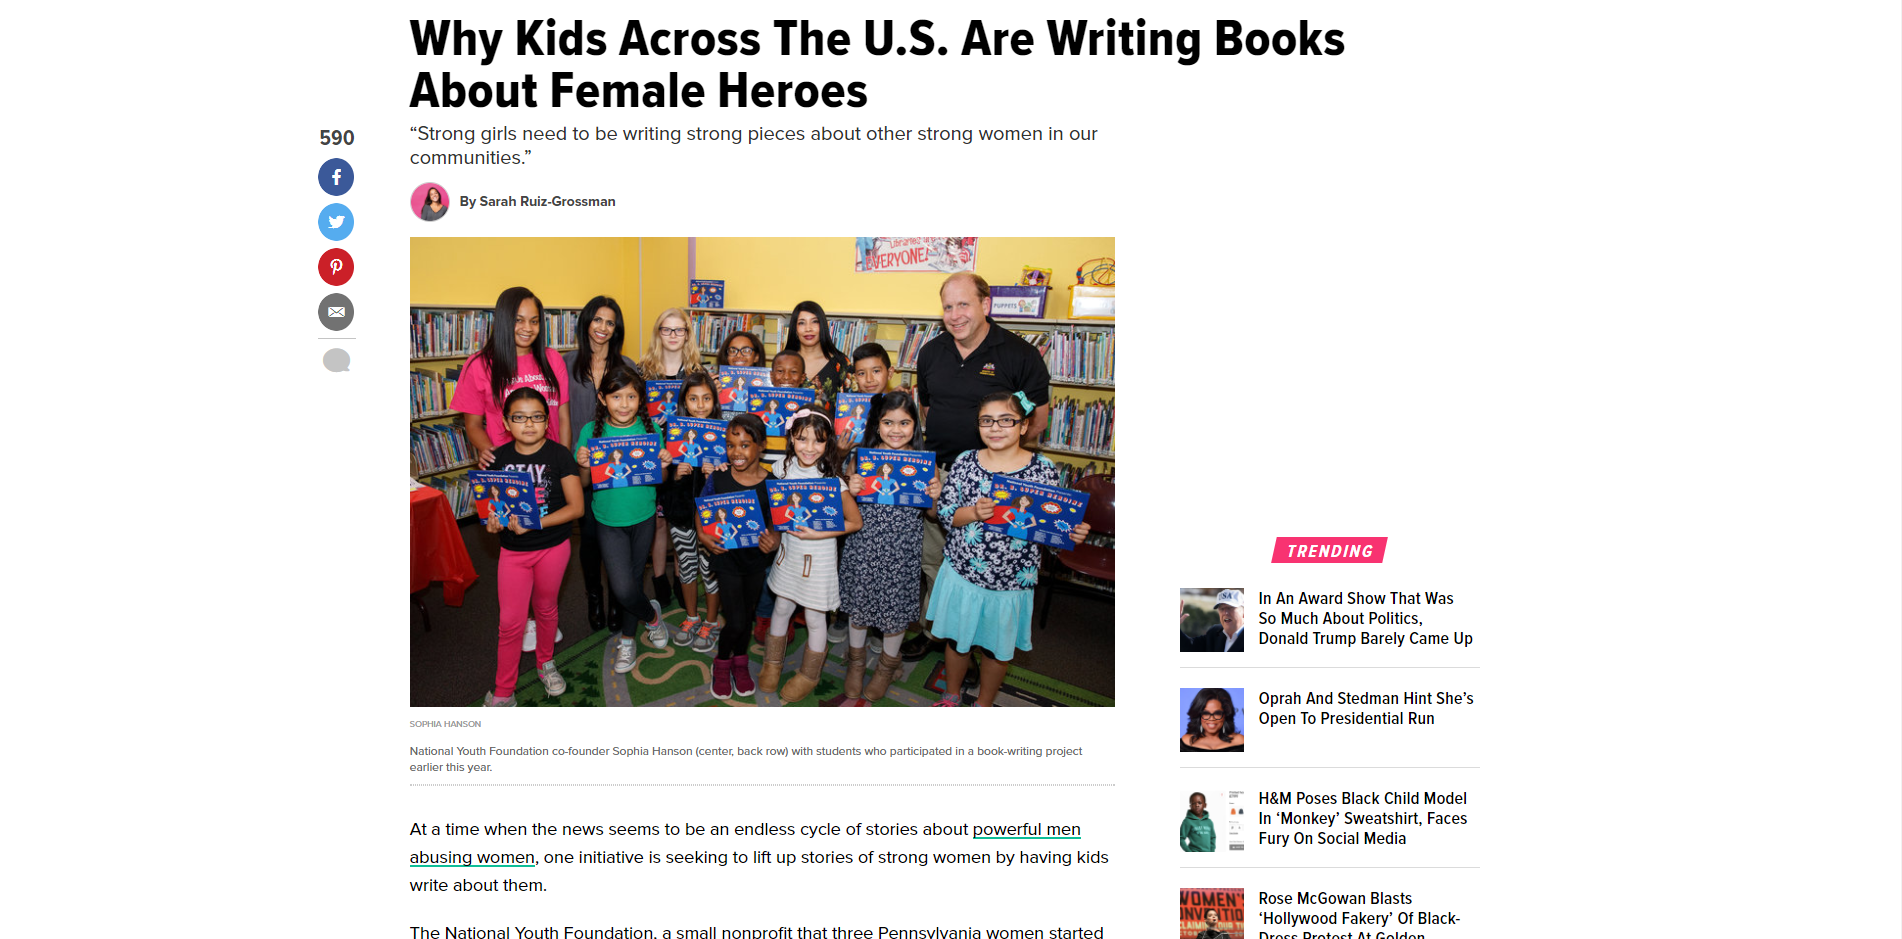 Why Kids Across The U.S. Are Writing Books
About Female Heroes
590
“Strong girls need to be writing strong pieces about other strong women in our
communities.”
By Sarah Ruiz-Grossman
EVERYONE!
PUPPETS
SOPHIA HANSON
National Youth Foundation co-founder Sophia Hanson (center, back row) with students who participated in a book-writing project
earlier this year.
At a time when the news seems to be an endless cycle of stories about powerful men
abusing women, one initiative is seeking to lift up stories of strong women by having kids
write about them.
The National Youth Foundation, a small nonprofit that three Pennsylvania women started
TRENDING
In An Award Show That Was
So Much About Politics,
Donald Trump Barely Came Up
Oprah And Stedman Hint She’s
Open To Presidential Run
H&M Poses Black Child Model
In ‘Monkey’ Sweatshirt, Faces
Fury On Social Media
Rose McGowan Blasts
‘Hollywood Fakery’ Of Black-
Dress Protest At Golden